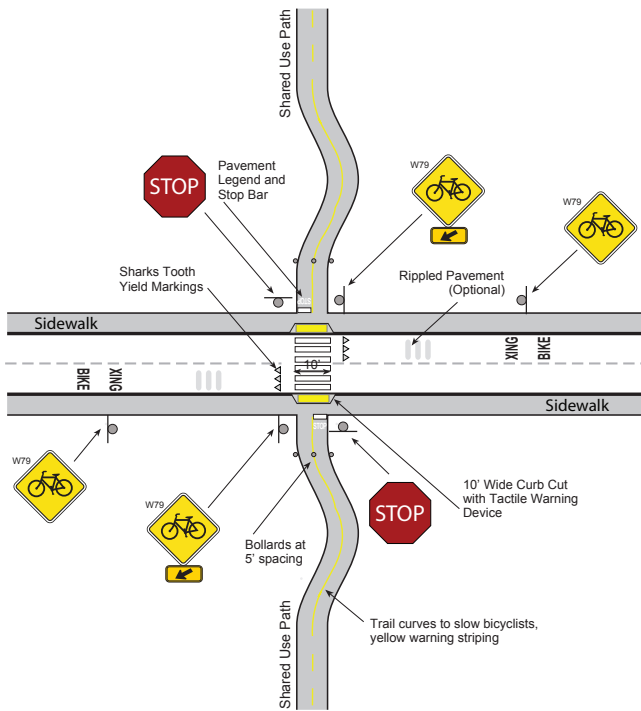 Shared Use Path
STOP
Pavement
Legend and
Stop Bar
W79
W79
Sharks Tooth
Yield Markings
Rippled Pavement
(Optional)
STOP
Sidewalk
XING
BIKE
10'
BIKE
XING
Sidewalk
STOP
W79
W79
STOP
10' Wide Curb Cut
with Tactile Warning
Device
Bollards at
5' spacing
Trail curves to slow bicyclists,
yellow warning striping
Shared Use Path